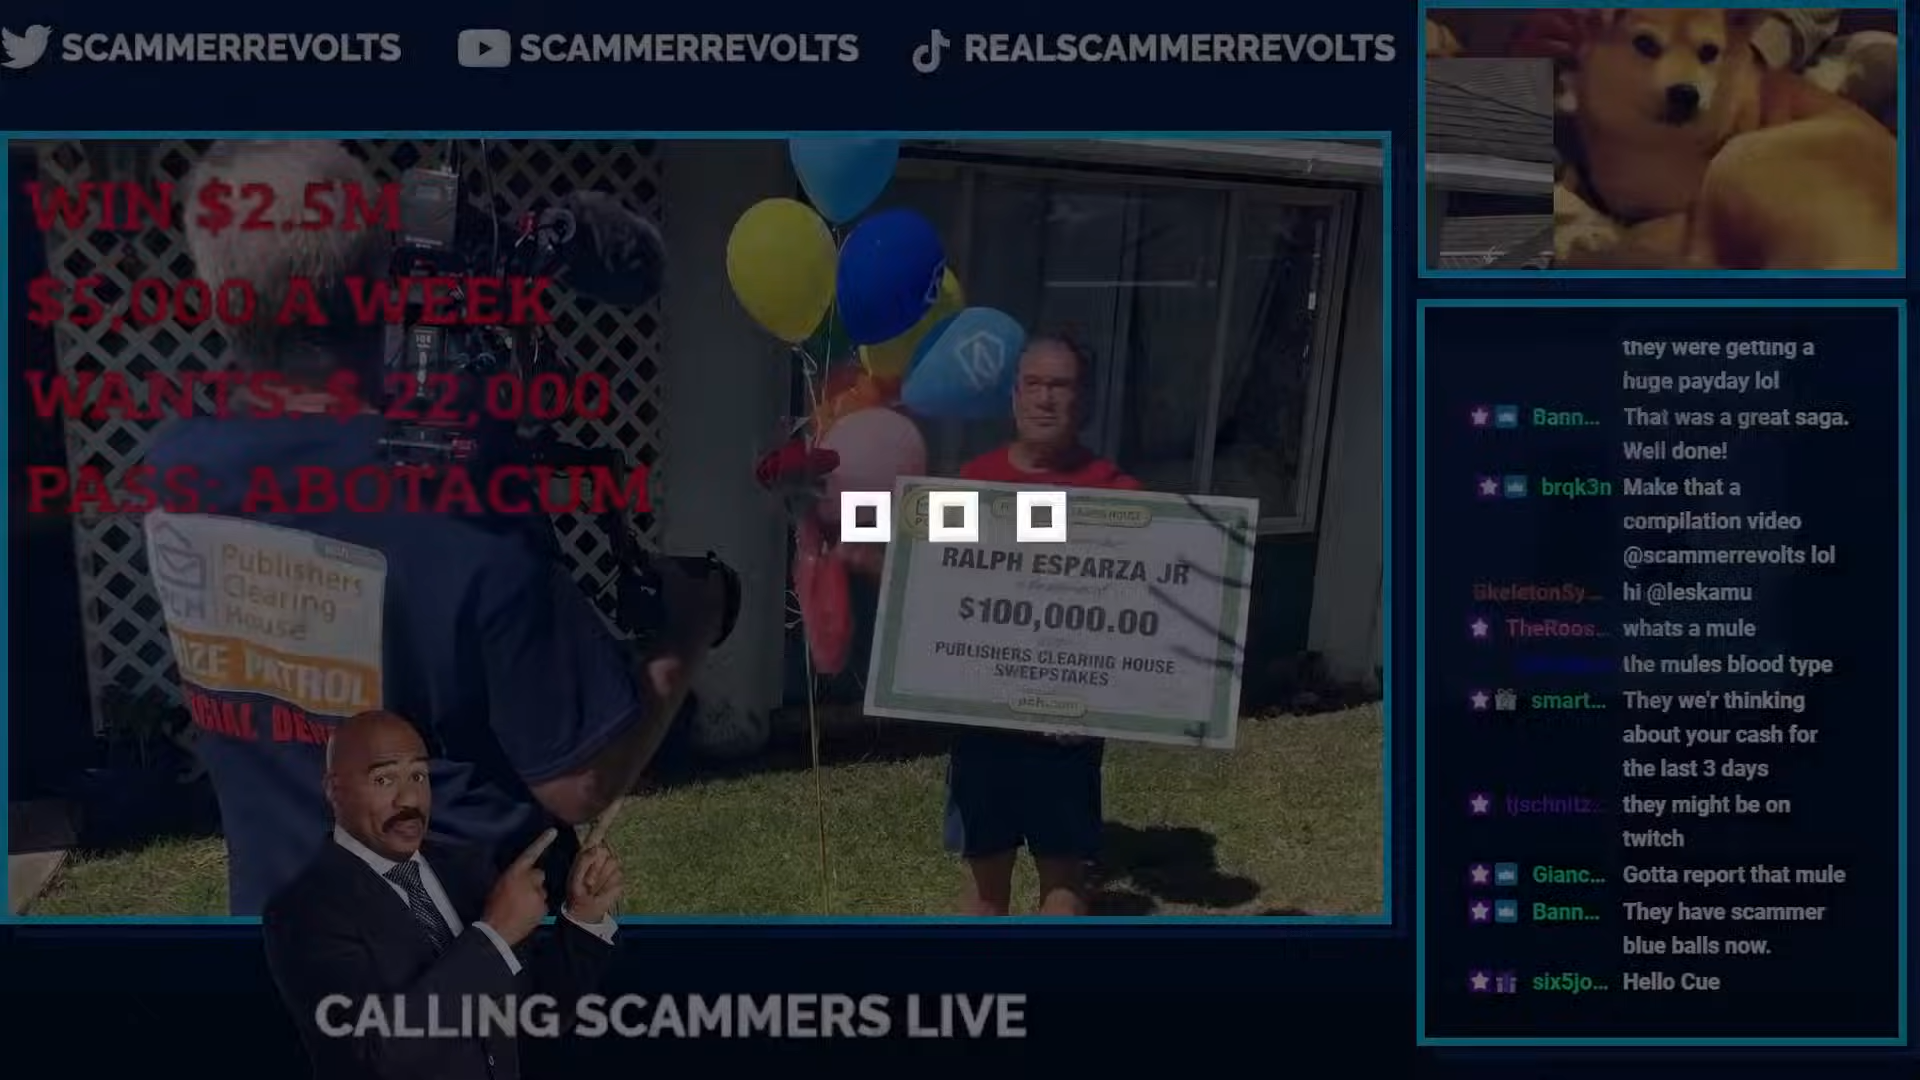 SCAMMERREVOLTS
SCAMMERREVOLTS
REALSCAMMERREVOLTS
WIN $2.5M
$5,000 A WEEK
WANTS: $ 22,000
PASS: ABOTACUM
Publishers
Clearing
House
PATROL
HOUSE
RALPH ESPARZA JR
$100,000.00
PUBLISHERS CLEARING HOUSE
SWEEPSTAKES
pch.com
CALLING SCAMMERS LIVE
they were getting a
huge payday lol
Bann... That was a great saga.
Well done!
brqk3n Make that a
compilation video
@scammerrevolts lol
SkeletonSy... hi @leskamu
TheRoos... whats a mule
the mules blood type
smart... They we'r thinking
about your cash for
the last 3 days
tjschnitz... they might be on
twitch
Gianc... Gotta report that mule
Bann... They have scammer
blue balls now.
six5jo... Hello Cue